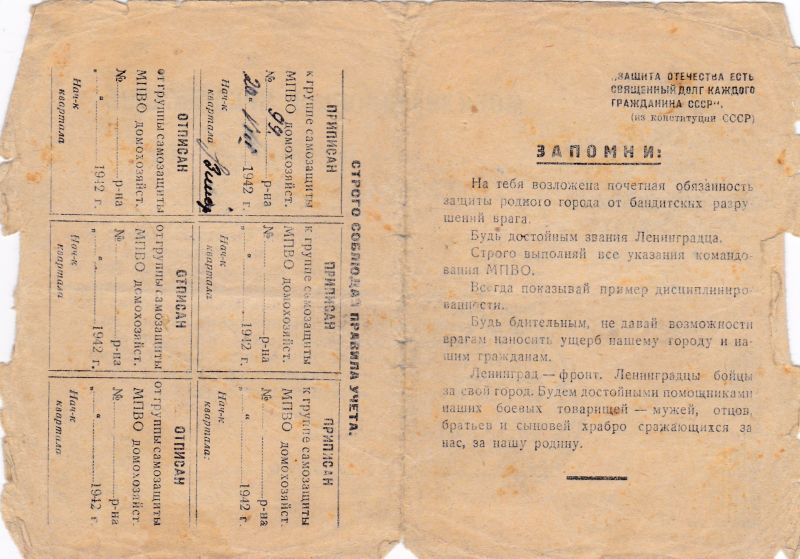 СТРОГО СОБЛЮДАЙ ПРАВИЛА УЧЕТА.
ПРИПИСАН
к группе самозащиты
МПВО домохозяйст.
№ 99 р-на
„20“ VIII 1942 г.
Нач-к
квартала
ПРИПИСАН
к группе самозащиты
МПВО домохозяйст.
№ р-на
„ “ 1942 г.
Нач-к
квартала
ПРИПИСАН
к группе самозащиты
МПВО домохозяйст.
№ р-на
„ “ 1942 г.
Нач-к
квартала
ОТПИСАН
от группы самозащиты
МПВО домохозяйст.
№ р-на
„ “ 1942 г.
Нач-к
квартала
ОТПИСАН
от группы самозащиты
МПВО домохозяйст.
№ р-на
„ “ 1942 г.
Нач-к
квартала:
ОТПИСАН
от группы самозащиты
МПВО домохозяйст.
№ р-на
„ “ 1942 г.
Нач-к
квартала:
„ЗАЩИТА ОТЕЧЕСТВА ЕСТЬ
СВЯЩЕННЫЙ ДОЛГ КАЖДОГО
ГРАЖДАНИНА СССР“.
(из конституции СССР)
ЗАПОМНИ:
На тебя возложена почетная обязанность
защиты родного города от бандитских разру
шений врага.
Будь достойным звания Ленинградца.
Строго выполняй все указания командо-
вания МПВО.
Всегда показывай пример дисциплиниро-
ванности.
Будь бдительным, не давай возможности
врагам наносить ущерб нашему городу и на-
шим гражданам.
Ленинград — фронт. Ленинградцы бойцы
за свой город. Будем достойными помощниками
наших боевых товарищей — мужей, отцов,
братьев и сыновей храбро сражающихся за
нас, за нашу родину.